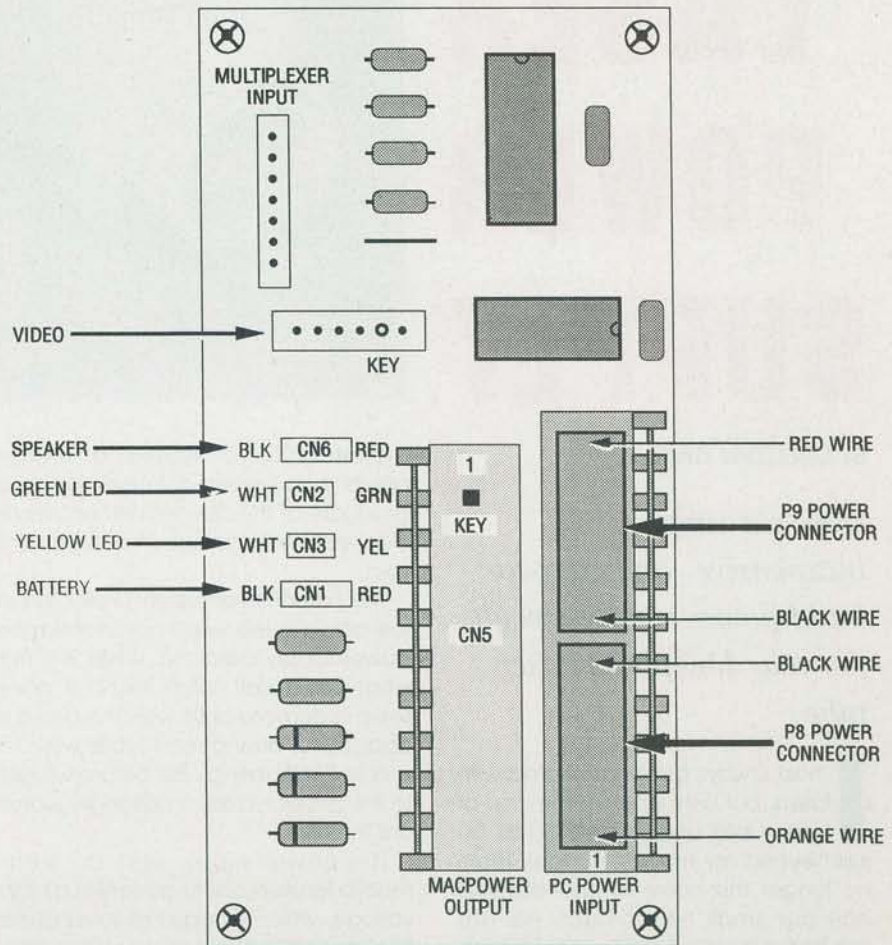 MULTIPLEXER
INPUT
VIDEO
KEY
SPEAKER
BLK CN6 RED
GREEN LED
WHT CN2 GRN
YELLOW LED
WHT CN3 YEL
BATTERY
BLK CN1 RED
1
KEY
CN5
MACPOWER
OUTPUT
RED WIRE
P9 POWER
CONNECTOR
BLACK WIRE
BLACK WIRE
P8 POWER
CONNECTOR
ORANGE WIRE
1
PC POWER
INPUT